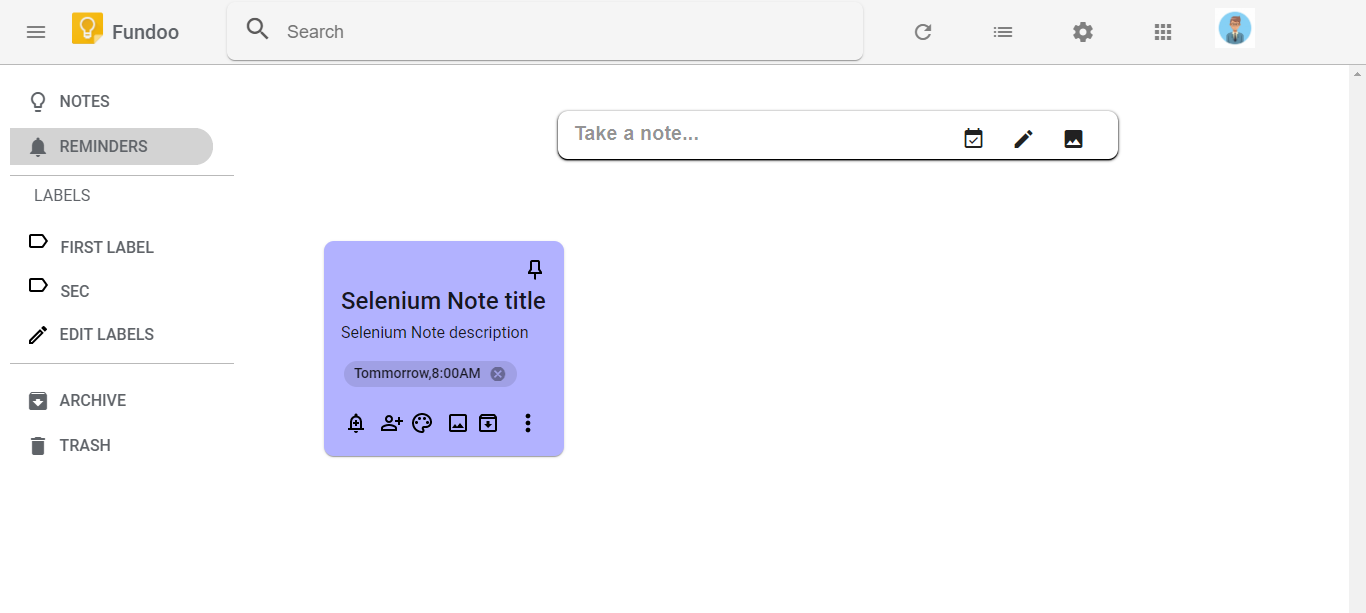 Fundoo
Search
NOTES
REMINDERS
LABELS
FIRST LABEL
SEC
EDIT LABELS
ARCHIVE
TRASH
Take a note...
Selenium Note title
Selenium Note description
Tommorrow,8:00AM